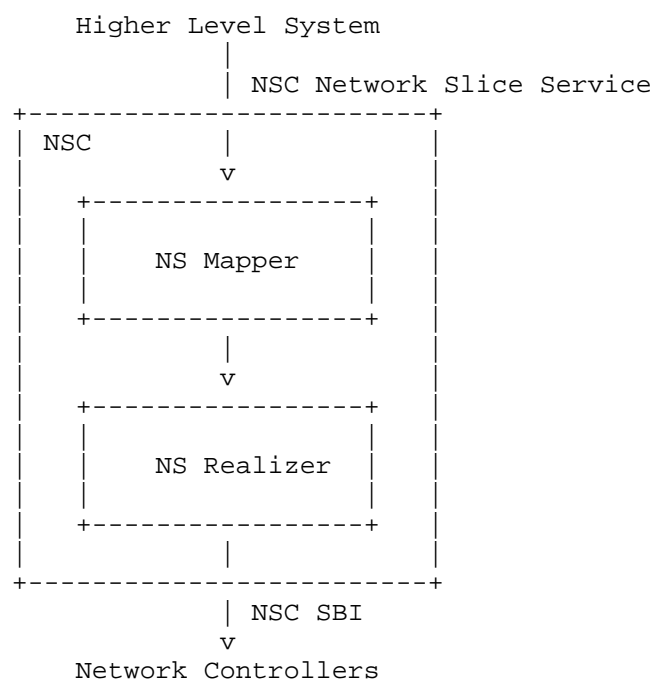 Higher Level System
NSC Network Slice Service
NSC
v
NS Mapper
v
NS Realizer
NSC SBI
v
Network Controllers